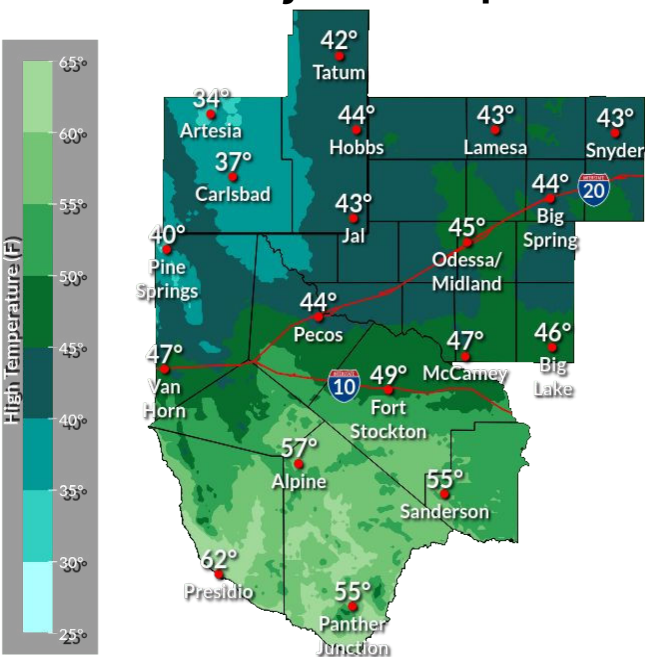 42°
Tatum
65°
34°
Artesia
44°
Hobbs
43°
Lamesa
43°
Snyder
60°
37°
Carlsbad
44°
Big
Spring
INTERSTATE
20
55°
43°
Jal
40°
Pine
Springs
45°
Odessa/
Midland
High Temperature (F)
50°
44°
Pecos
45°
47°
Van
Horn
INTERSTATE
10
49°
Fort
Stockton
47°
McCamey
46°
Big
Lake
40°
57°
Alpine
55°
Sanderson
35°
30°
62°
Presidio
55°
Panther
Junction
25°